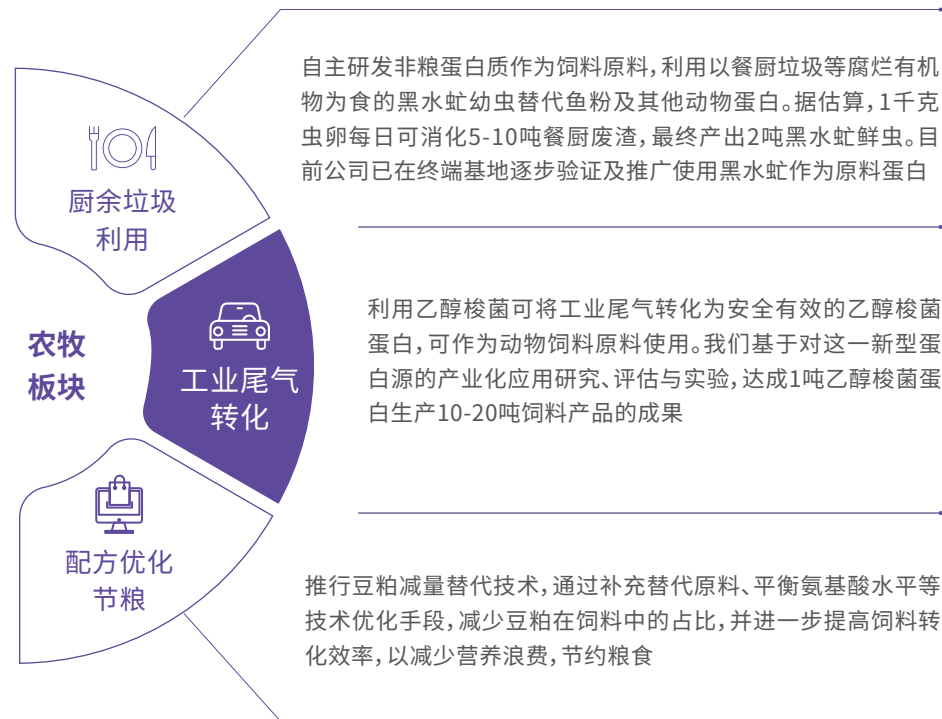 自主研发非粮蛋白质作为饲料原料，利用以餐厨垃圾等腐烂有机
物为食的黑水虻幼虫替代鱼粉及其他动物蛋白。据估算，1千克
虫卵每日可消化5-10吨餐厨废渣，最终产出2吨黑水虻鲜虫。目
前公司已在终端基地逐步验证及推广使用黑水虻作为原料蛋白
厨余垃圾
利用
农牧
板块
工业尾气
转化
利用乙醇梭菌可将工业尾气转化为安全有效的乙醇梭菌
蛋白，可作为动物饲料原料使用。我们基于对这一新型蛋
白源的产业化应用研究、评估与实验，达成1吨乙醇梭菌蛋
白生产10-20吨饲料产品的成果
配方优化
节粮
推行豆粕减量替代技术，通过补充替代原料、平衡氨基酸水平等
技术优化手段，减少豆粕在饲料中的占比，并进一步提高饲料转
化效率，以减少营养浪费，节约粮食